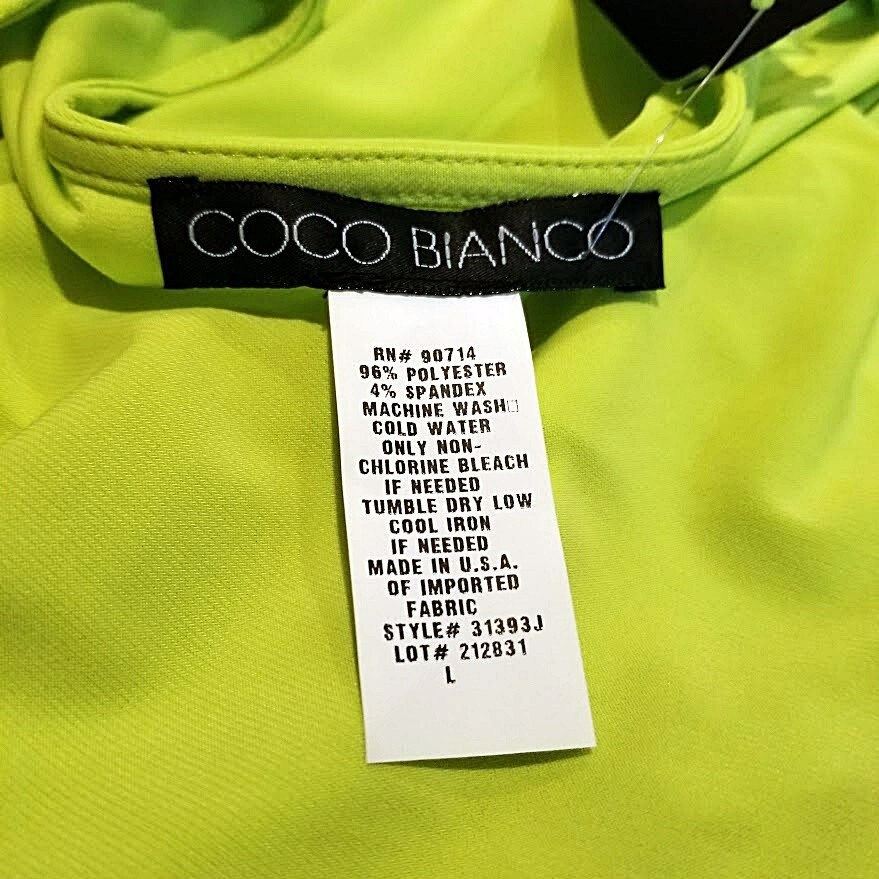 COCO BIANCO
RN# 90714
96% POLYESTER
4% SPANDEX
MACHINE WASH
COLD WATER
ONLY NON-
CHLORINE BLEACH
IF NEEDED
TUMBLE DRY LOW
COOL IRON
IF NEEDED
MADE IN U.S.A.
OF IMPORTED
FABRIC
STYLE# 31393J
LOT# 212831
L